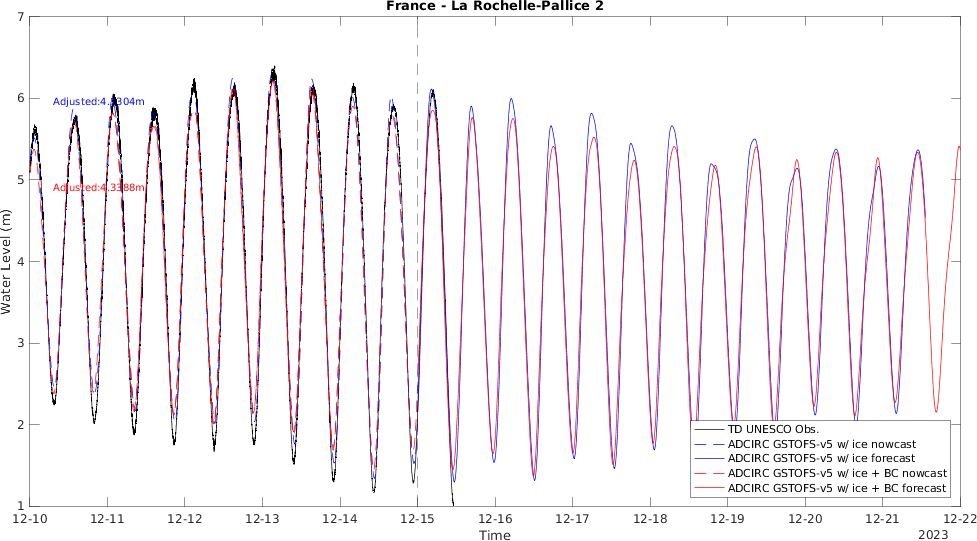 France - La Rochelle-Pallice 2
Water Level (m)
7
6
5
4
3
2
1
Adjusted:4.3304m
Adjusted:4.3388m
TD UNESCO Obs.
ADCIRC GSTOFS-v5 w/ ice nowcast
ADCIRC GSTOFS-v5 w/ ice forecast
ADCIRC GSTOFS-v5 w/ ice + BC nowcast
ADCIRC GSTOFS-v5 w/ ice + BC forecast
12-10 12-11 12-12 12-13 12-14 12-15 12-16 12-17 12-18 12-19 12-20 12-21 12-22
Time
2023